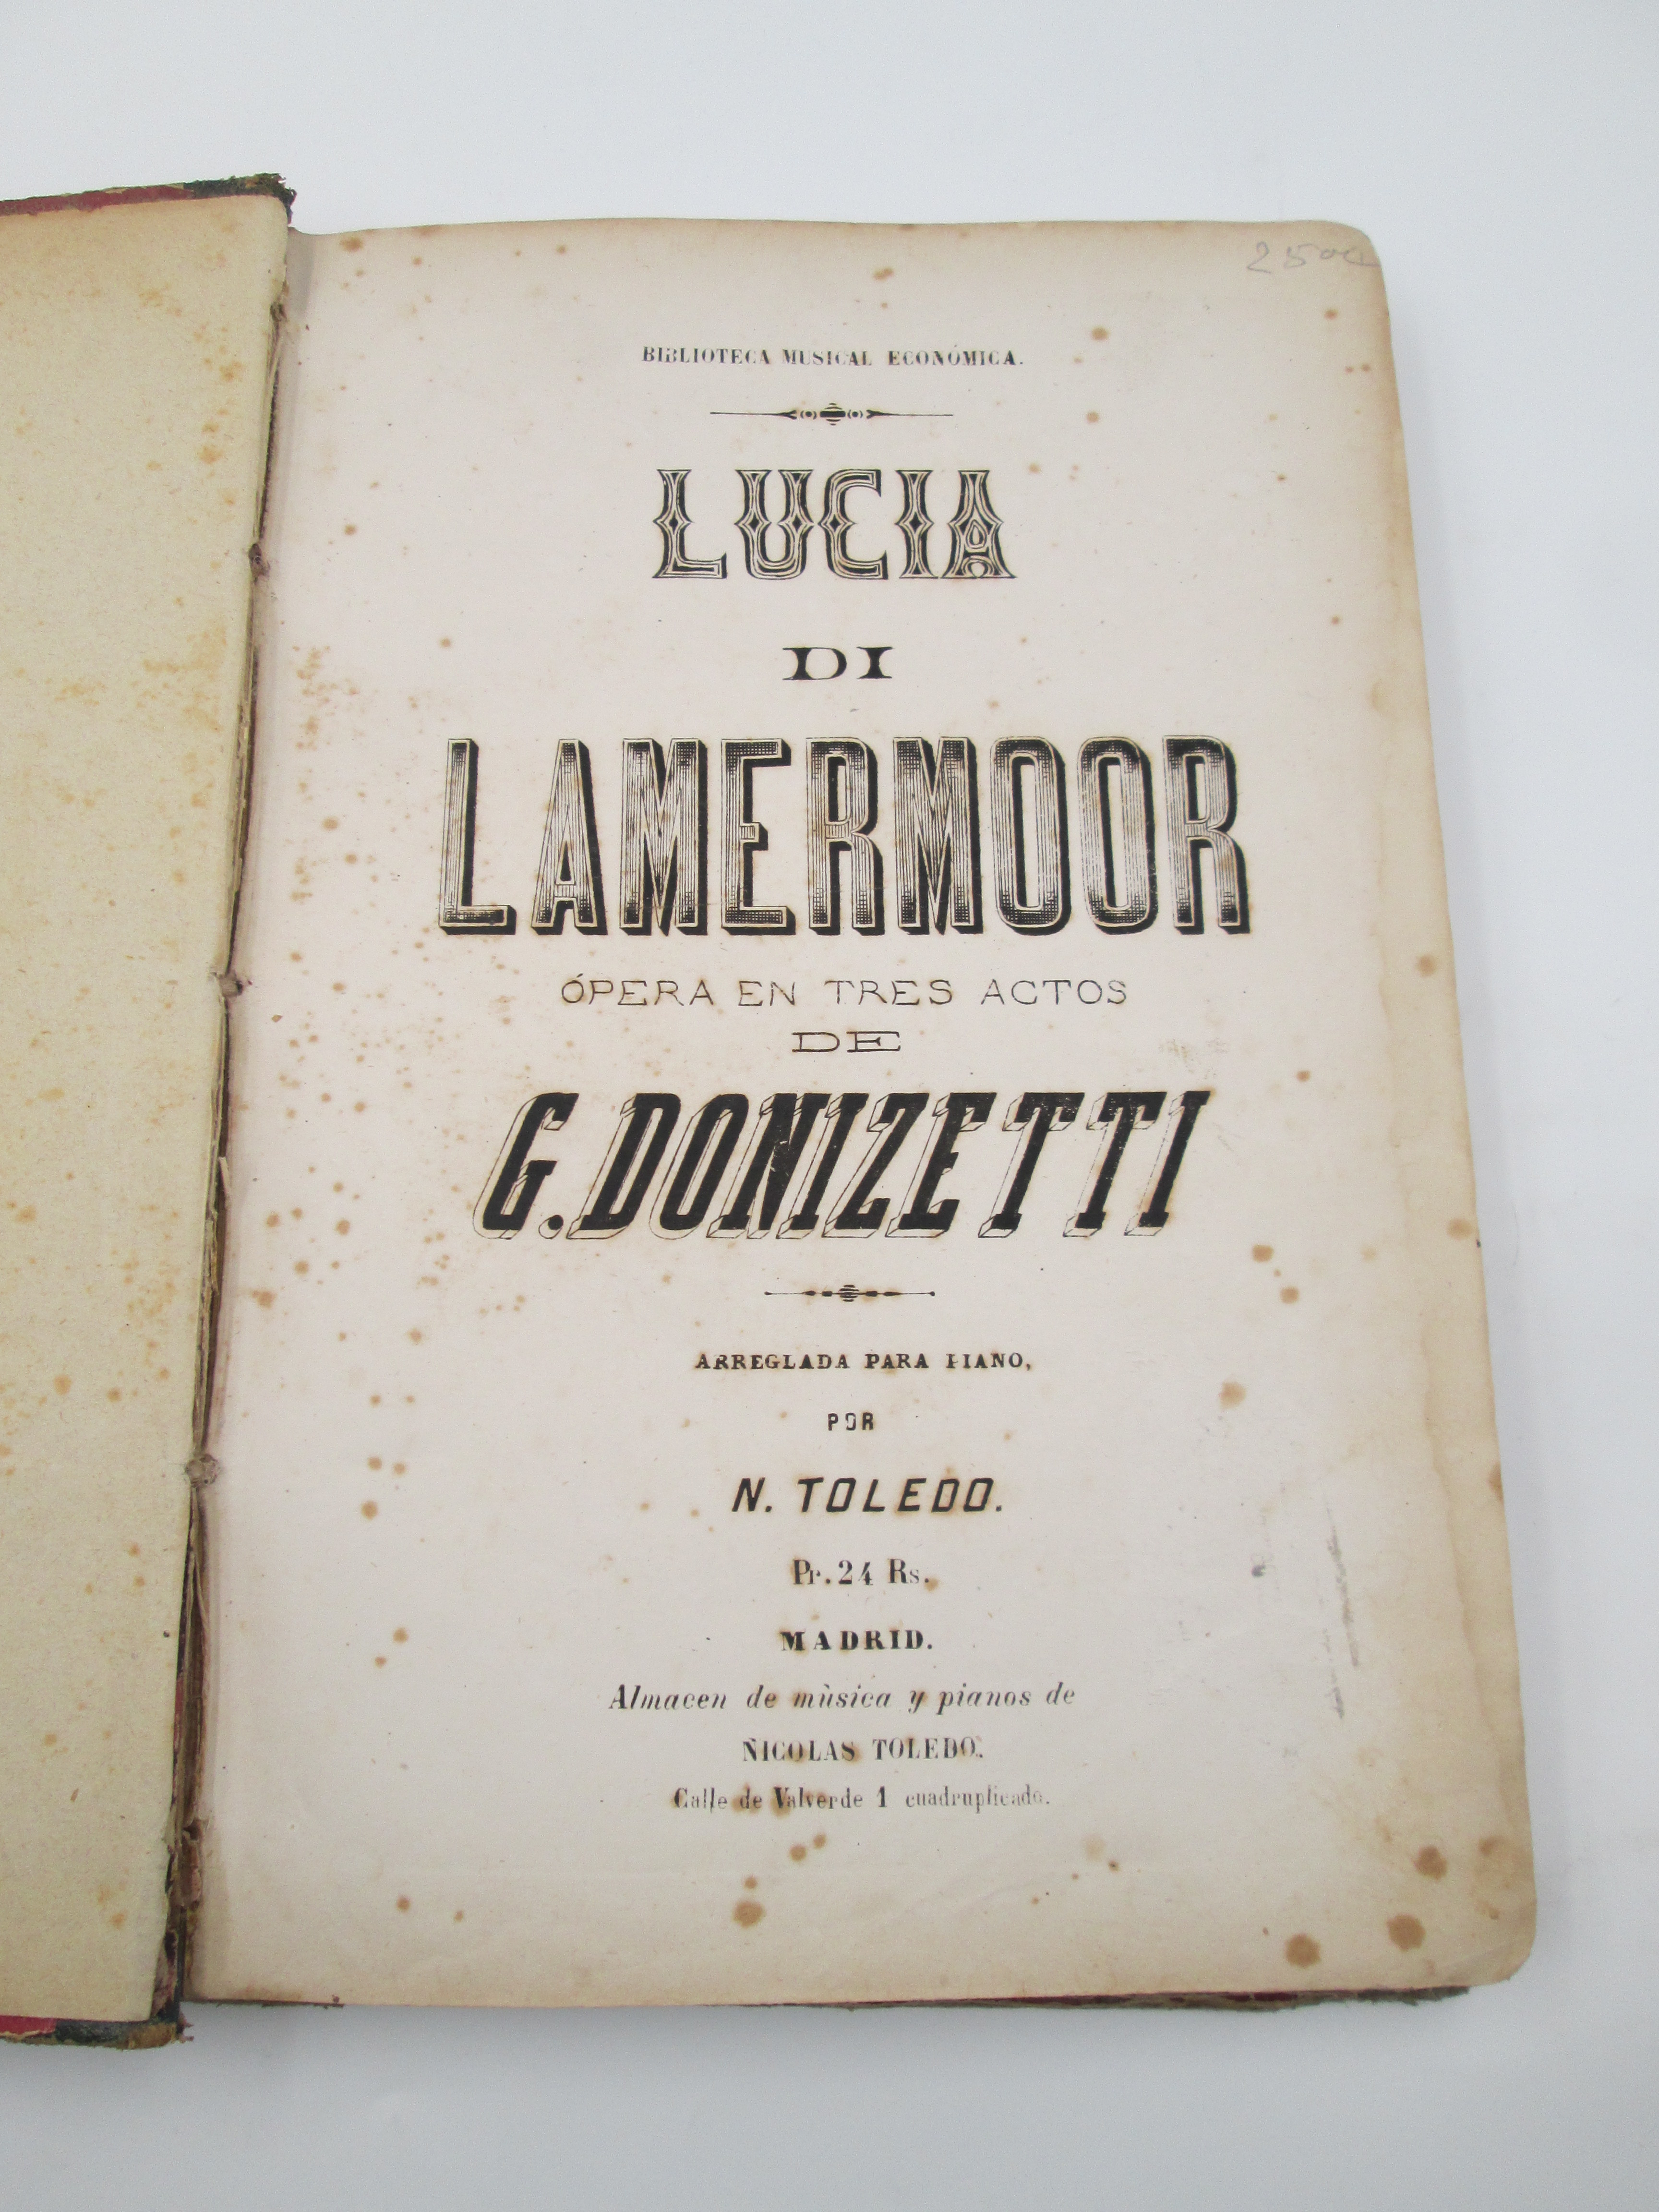 BIBLIOTECA MUSICAL ECONÓMICA.
LUCIA
DI
LAMERMOOR
ÓPERA EN TRES ACTOS
DE
G. DONIZETTI
ARREGLADA PARA PIANO,
POR
N. TOLEDO.
Pr. 24 Rs.
MADRID.
Almacen de mùsica y pianos de
NICOLAS TOLEDO.
Calle de Valverde 1 cuadruplicado.